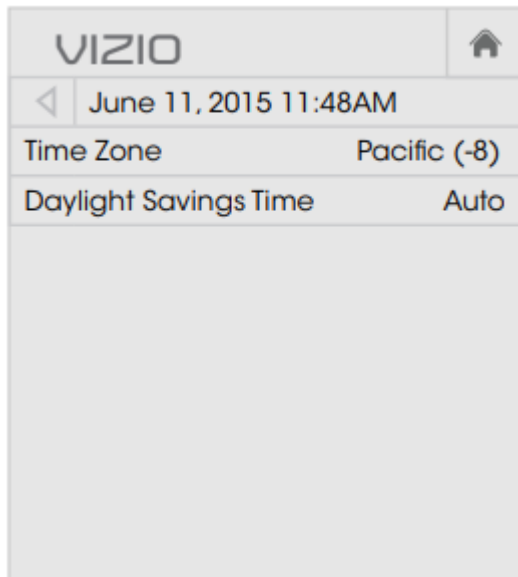 VIZIO
June 11, 2015 11:48AM
Time Zone Pacific (-8)
Daylight Savings Time Auto